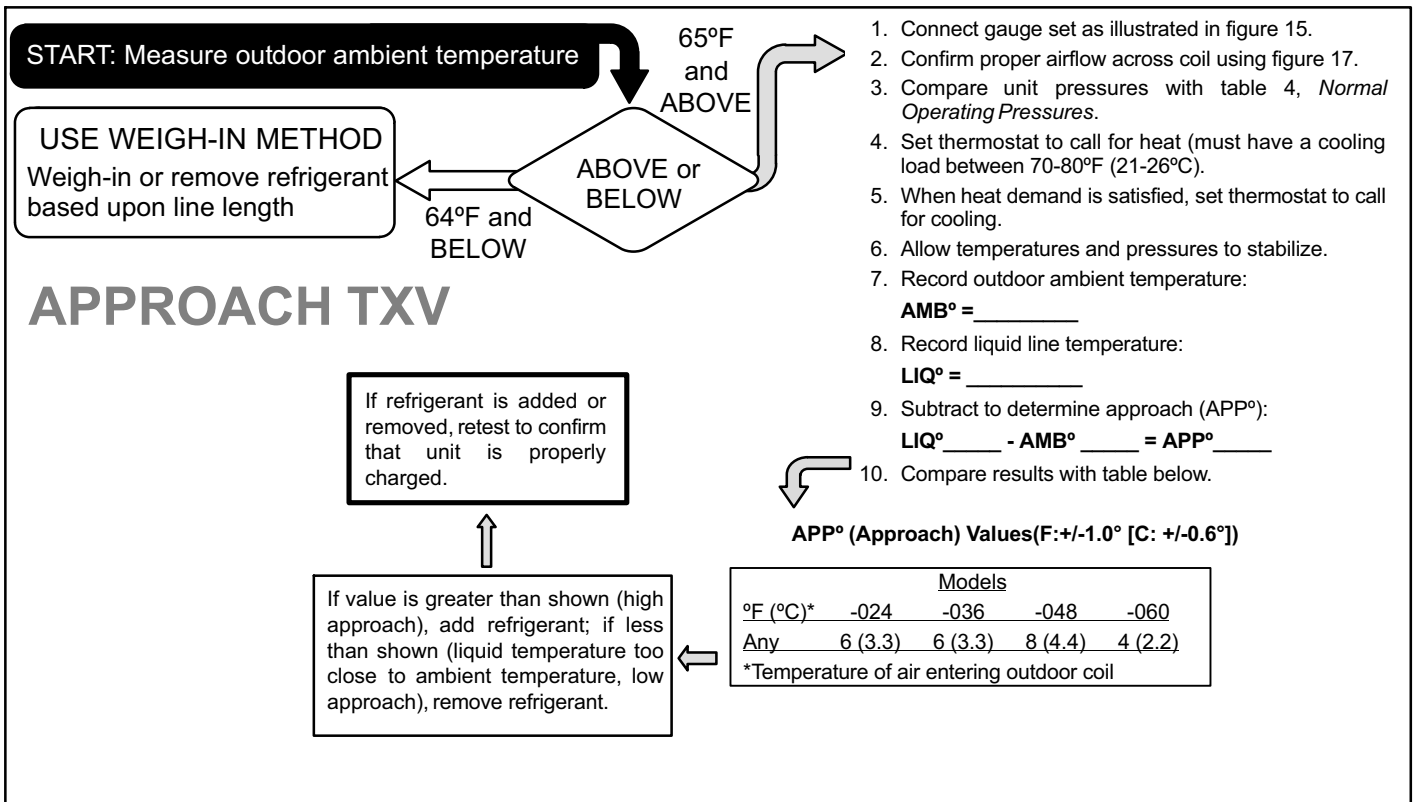 START: Measure outdoor ambient temperature
65ºF
and
ABOVE
ABOVE or
BELOW
64ºF and
BELOW
USE WEIGH-IN METHOD
Weigh-in or remove refrigerant
based upon line length
APPROACH TXV
1. Connect gauge set as illustrated in figure 15.
2. Confirm proper airflow across coil using figure 17.
3. Compare unit pressures with table 4, Normal
Operating Pressures.
4. Set thermostat to call for heat (must have a cooling
load between 70-80ºF (21-26ºC).
5. When heat demand is satisfied, set thermostat to call
for cooling.
6. Allow temperatures and pressures to stabilize.
7. Record outdoor ambient temperature:
AMBº =_________
8. Record liquid line temperature:
LIQº = __________
9. Subtract to determine approach (APPº):
LIQº_____ - AMBº _____ = APPº_____
10. Compare results with table below.
APPº (Approach) Values(F:+/-1.0° [C: +/-0.6°])
Models
ºF (ºC)* -024 -036 -048 -060
Any 6 (3.3) 6 (3.3) 8 (4.4) 4 (2.2)
*Temperature of air entering outdoor coil
If value is greater than shown (high
approach), add refrigerant; if less
than shown (liquid temperature too
close to ambient temperature, low
approach), remove refrigerant.
If refrigerant is added or
removed, retest to confirm
that unit is properly
charged.